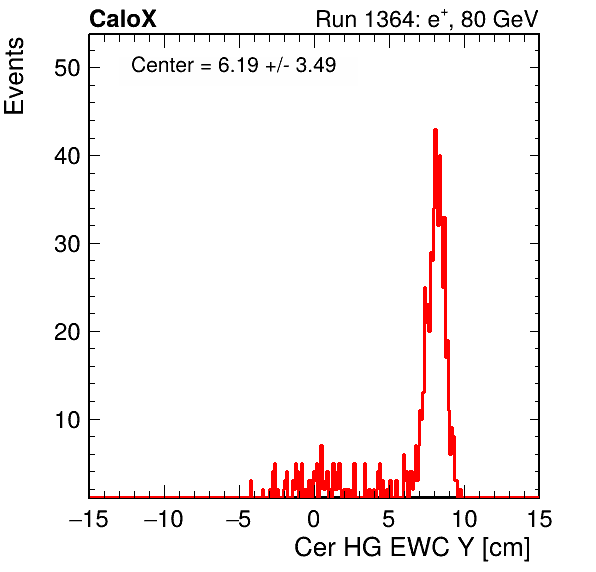 CaloX
Run 1364: e+, 80 GeV
Events
Center = 6.19 +/- 3.49
50
40
30
20
10
−15 −10 −5 0 5 10 15
Cer HG EWC Y [cm]